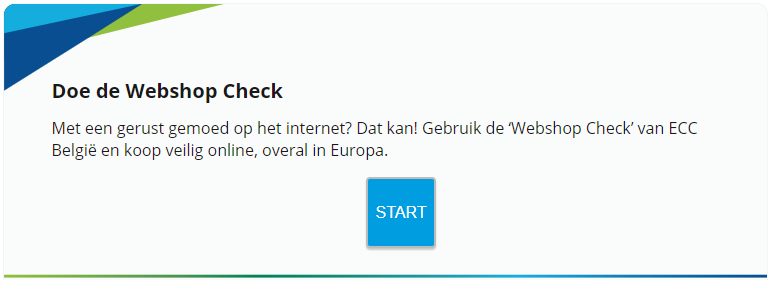 Doe de Webshop Check
Met een gerust gemoed op het internet? Dat kan! Gebruik de ‘Webshop Check’ van ECC
België en koop veilig online, overal in Europa.
START